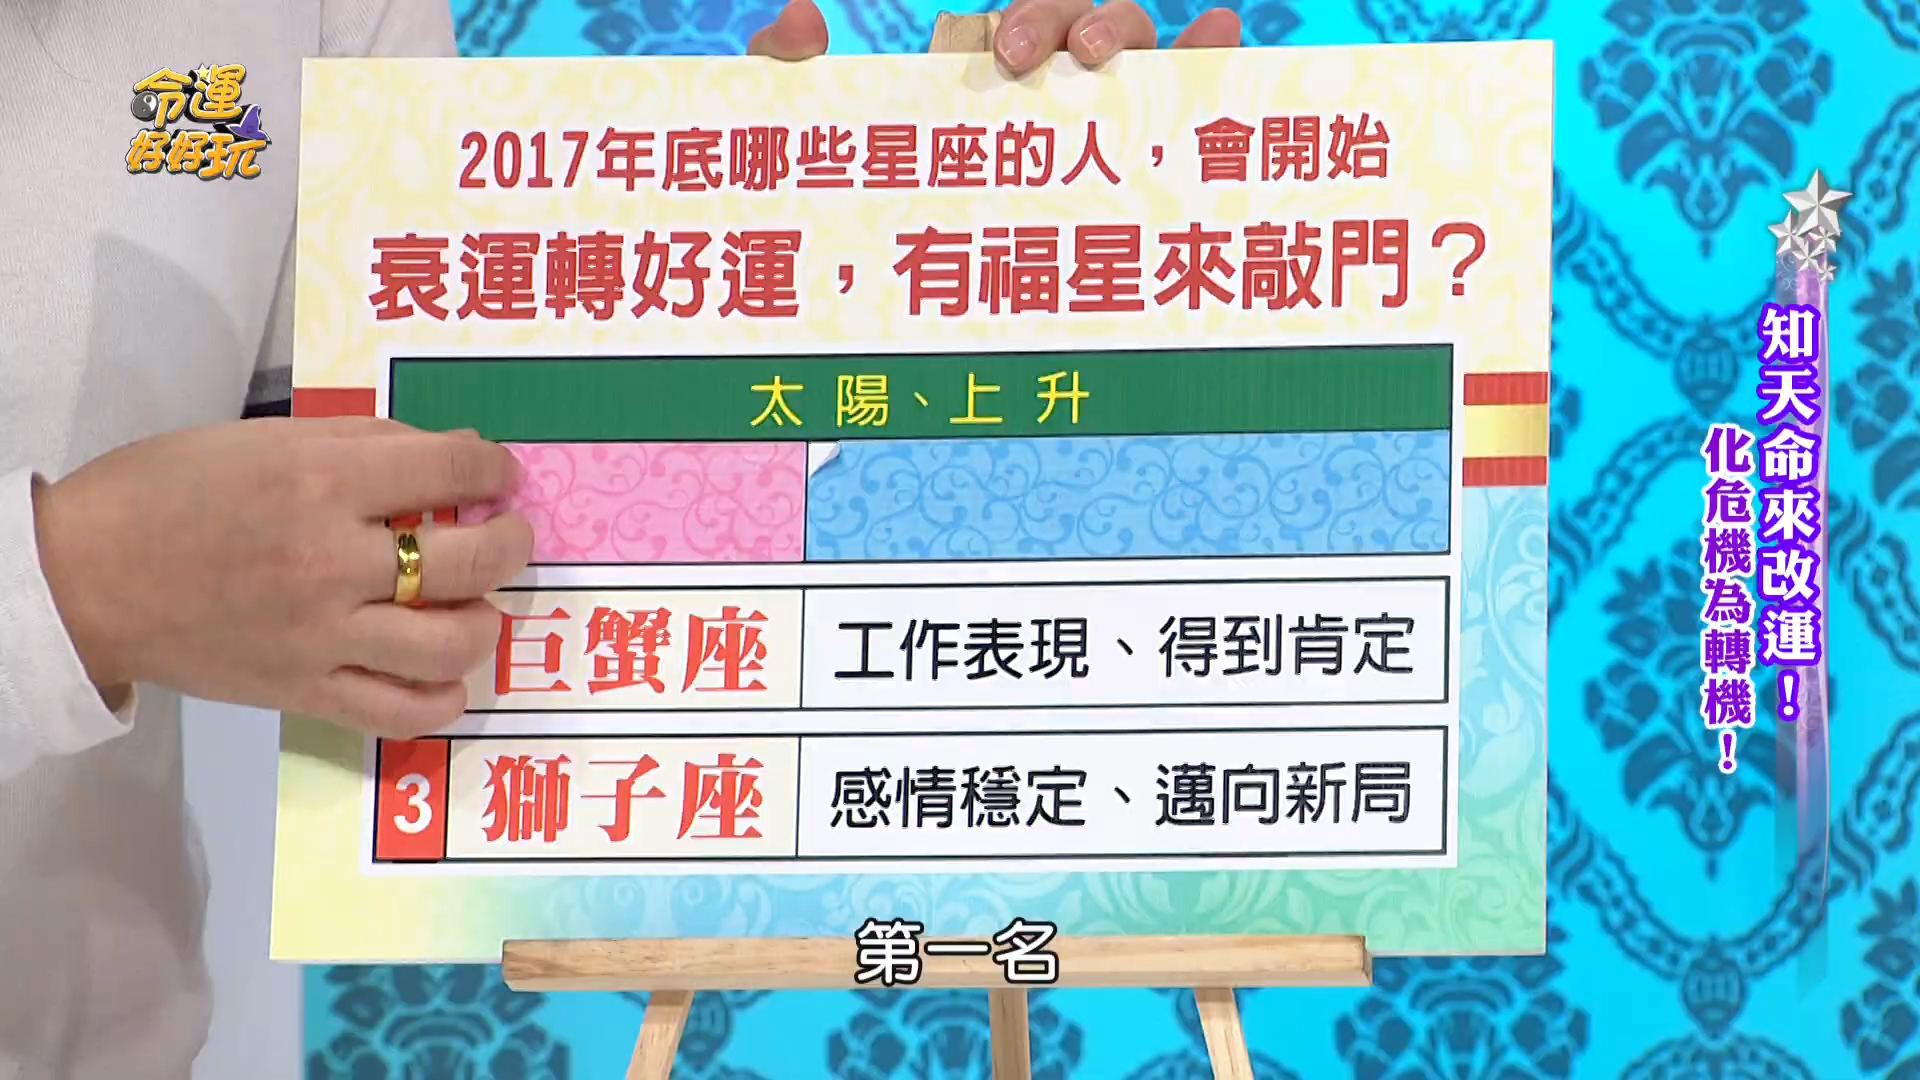 命運
好好玩
2017年底哪些星座的人，會開始
衰運轉好運，有福星來敲門？
太陽、上升
巨蟹座 工作表現、得到肯定
3 獅子座 感情穩定、邁向新局
知天命來改運！
化危機為轉機！
第一名